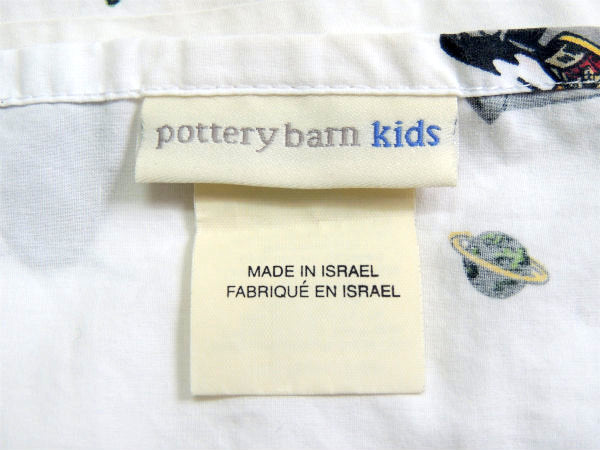 pottery barn kids
MADE IN ISRAEL
FABRIQUÉ EN ISRAEL